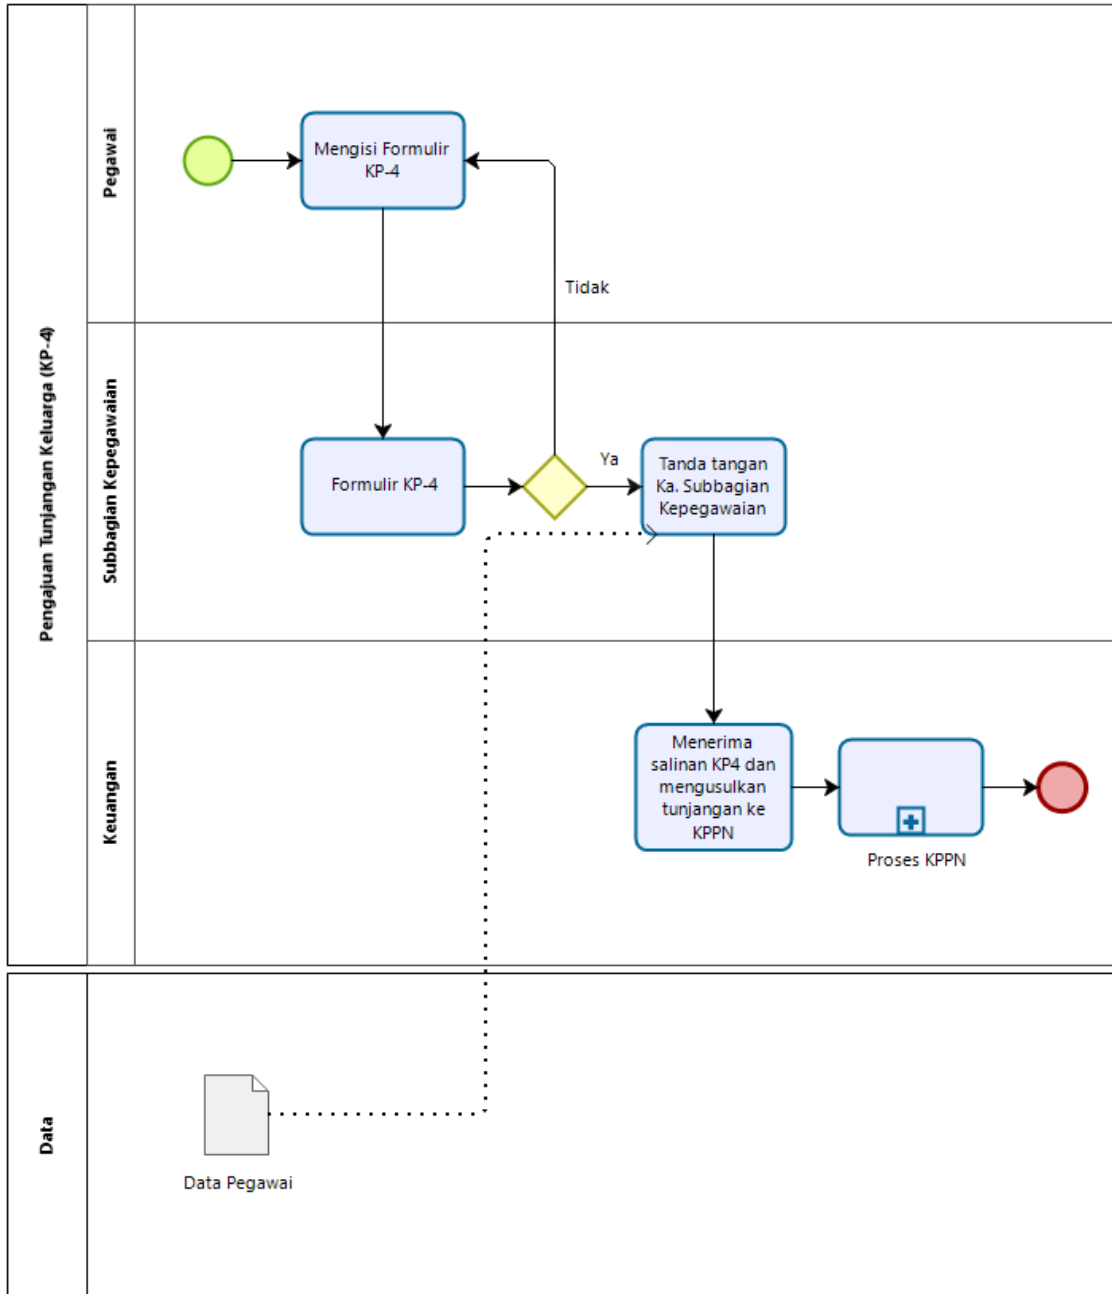 Pengajuan Tunjangan Keluarga (KP-4)
Pegawai
Mengisi Formulir
KP-4
Tidak
Subbagian Kepegawaian
Formulir KP-4
Ya
Tanda tangan
Ka. Subbagian
Kepegawaian
Keuangan
Menerima
salinan KP4 dan
mengusulkan
tunjangan ke
KPPN
Proses KPPN
Data
Data Pegawai